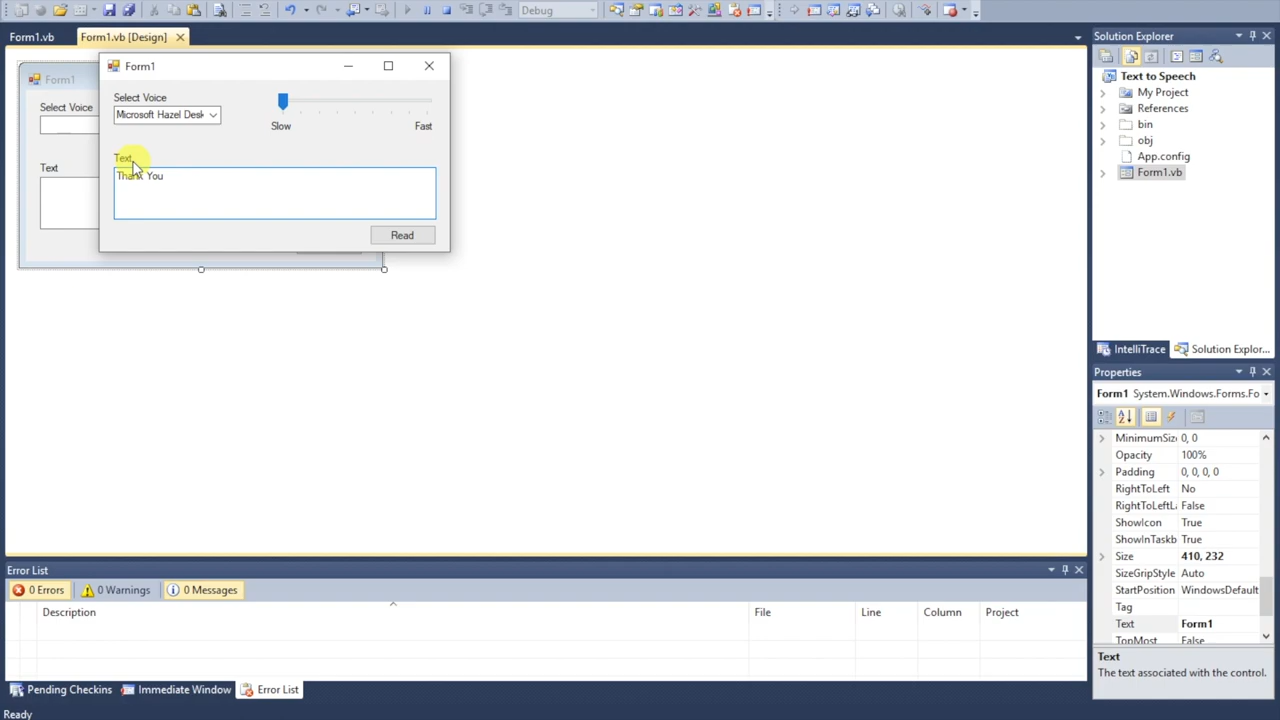 Debug
Form1.vb
Form1.vb [Design]
Form1
Select Voice
Text
Form1
Select Voice
Microsoft Hazel Desk
Slow
Fast
Text
Thank You
Read
Solution Explorer
Text to Speech
My Project
References
bin
obj
App.config
Form1.vb
IntelliTrace
Solution Explor...
Properties
Form1 System.Windows.Forms.Fo
MinimumSiz 0, 0
Opacity 100%
Padding 0, 0, 0, 0
RightToLeft No
RightToLeftLa False
ShowIcon True
ShowInTaskb True
Size 410, 232
SizeGripStyle Auto
StartPosition WindowsDefault
Tag
Text Form1
TopMost False
Text
The text associated with the control.
Error List
0 Errors
0 Warnings
0 Messages
Description
File
Line
Column
Project
Pending Checkins
Immediate Window
Error List
Ready